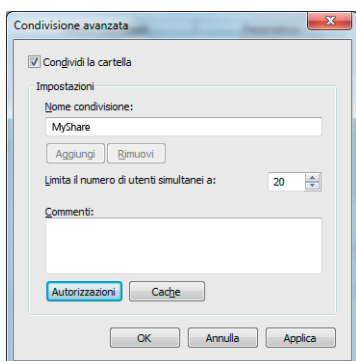 Condivisione avanzata
Condividi la cartella
Impostazioni
Nome condivisione:
MyShare
Aggiungi Rimuovi
Limita il numero di utenti simultanei a: 20
Commenti:
Autorizzazioni Cache
OK Annulla Applica